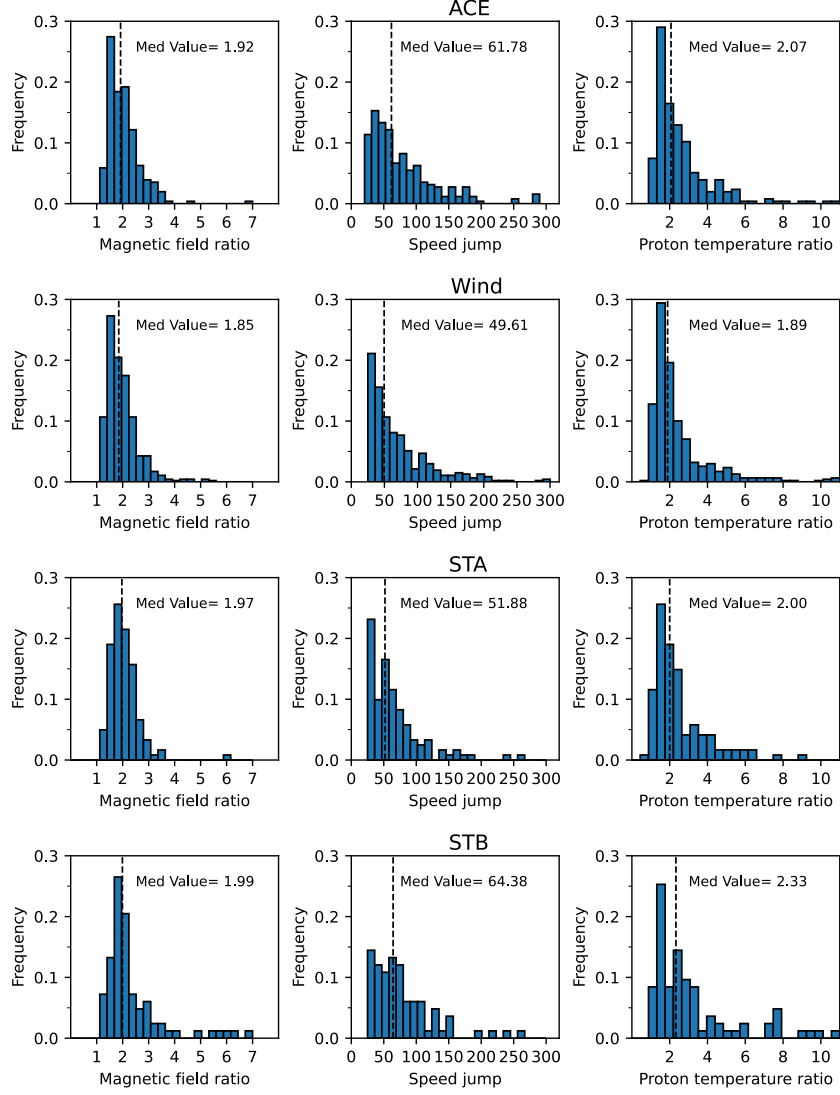 ACE
0.3
0.2
0.1
0.0
Frequency
Med Value= 1.92
1 2 3 4 5 6 7
Magnetic field ratio
0.3
0.2
0.1
0.0
Frequency
Med Value= 61.78
0 50 100 150 200 250 300
Speed jump
0.3
0.2
0.1
0.0
Frequency
Med Value= 2.07
2 4 6 8 10
Proton temperature ratio
Wind
0.3
0.2
0.1
0.0
Frequency
Med Value= 1.85
1 2 3 4 5 6 7
Magnetic field ratio
0.3
0.2
0.1
0.0
Frequency
Med Value= 49.61
0 50 100 150 200 250 300
Speed jump
0.3
0.2
0.1
0.0
Frequency
Med Value= 1.89
2 4 6 8 10
Proton temperature ratio
STA
0.3
0.2
0.1
0.0
Frequency
Med Value= 1.97
1 2 3 4 5 6 7
Magnetic field ratio
0.3
0.2
0.1
0.0
Frequency
Med Value= 51.88
0 50 100 150 200 250 300
Speed jump
0.3
0.2
0.1
0.0
Frequency
Med Value= 2.00
2 4 6 8 10
Proton temperature ratio
STB
0.3
0.2
0.1
0.0
Frequency
Med Value= 1.99
1 2 3 4 5 6 7
Magnetic field ratio
0.3
0.2
0.1
0.0
Frequency
Med Value= 64.38
0 50 100 150 200 250 300
Speed jump
0.3
0.2
0.1
0.0
Frequency
Med Value= 2.33
2 4 6 8 10
Proton temperature ratio